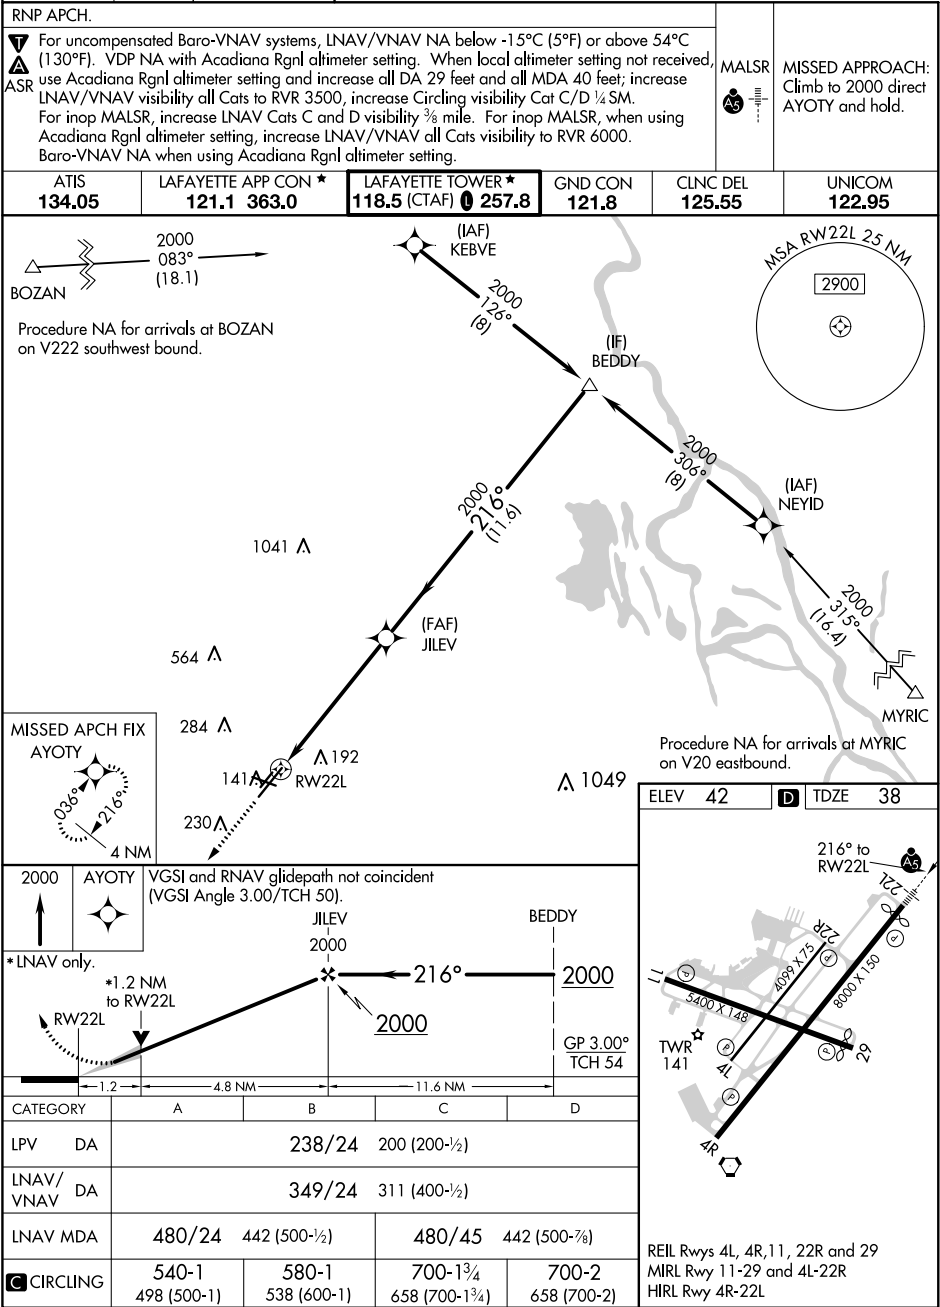 RNP APCH.
T
A
ASR
For uncompensated Baro-VNAV systems, LNAV/VNAV NA below -15°C (5°F) or above 54°C
(130°F). VDP NA with Acadiana Rgnl altimeter setting. When local altimeter setting not received,
use Acadiana Rgnl altimeter setting and increase all DA 29 feet and all MDA 40 feet; increase
LNAV/VNAV visibility all Cats to RVR 3500, increase Circling visibility Cat C/D ¼ SM.
For inop MALSR, increase LNAV Cats C and D visibility ⅜ mile. For inop MALSR, when using
Acadiana Rgnl altimeter setting, increase LNAV/VNAV all Cats visibility to RVR 6000.
Baro-VNAV NA when using Acadiana Rgnl altimeter setting.
MALSR
A5
MISSED APPROACH:
Climb to 2000 direct
AYOTY and hold.
ATIS
134.05
LAFAYETTE APP CON ★
121.1 363.0
LAFAYETTE TOWER ★
118.5 (CTAF) L 257.8
GND CON
121.8
CLNC DEL
125.55
UNICOM
122.95
BOZAN
2000
083°
(18.1)
Procedure NA for arrivals at BOZAN
on V222 southwest bound.
(IAF)
KEBVE
2000
126°
(8)
(IF)
BEDDY
MSA RW22L 25 NM
2900
2000
306°
(8)
(IAF)
NEYID
2000
216°
(11.6)
2000
315°
(16.4)
MYRIC
Procedure NA for arrivals at MYRIC
on V20 eastbound.
1041
(FAF)
JILEV
564
284
192
141
RW22L
230
1049
MISSED APCH FIX
AYOTY
036°
216°
4 NM
ELEV 42
D
TDZE 38
216° to
RW22L
A5
22L
22R
P
P
4099 X 75
8000 X 150
11
P
5400 X 148
TWR
141
P
4L
P
29
P
4R
REIL Rwys 4L, 4R,11, 22R and 29
MIRL Rwy 11-29 and 4L-22R
HIRL Rwy 4R-22L
2000
AYOTY
VGSI and RNAV glidepath not coincident
(VGSI Angle 3.00/TCH 50).
*LNAV only.
JILEV
2000
BEDDY
216°
2000
2000
*1.2 NM
to RW22L
RW22L
GP 3.00°
TCH 54
1.2
4.8 NM
11.6 NM
CATEGORY A B C D
LPV DA 238/24 200 (200-½)
LNAV/
VNAV DA 349/24 311 (400-½)
LNAV MDA 480/24 442 (500-½) 480/45 442 (500-⅞)
C CIRCLING 540-1 580-1 700-1¾ 700-2
498 (500-1) 538 (600-1) 658 (700-1¾) 658 (700-2)